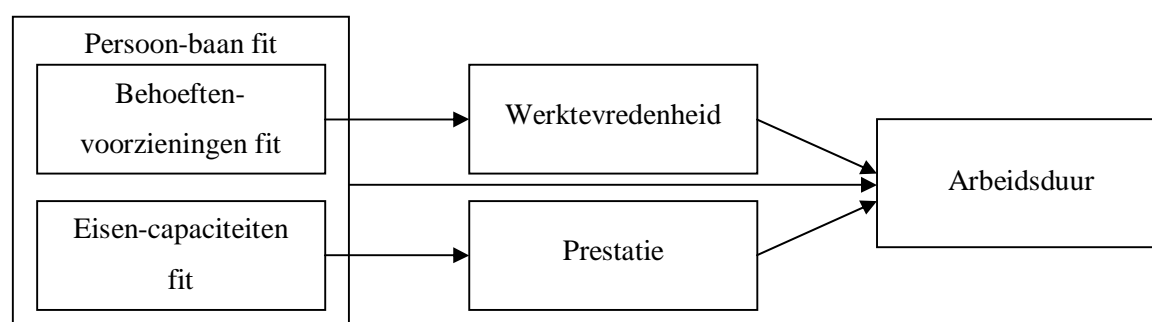 Persoon-baan fit
Behoeften-
voorzieningen fit
Werktevredenheid
Arbeidsduur
Eisen-capaciteiten
fit
Prestatie